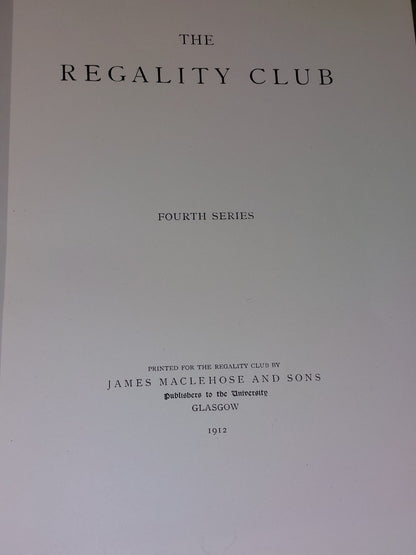 THE
REGALITY CLUB
FOURTH SERIES
PRINTED FOR THE REGALITY CLUB BY
JAMES MACLEHOSE AND SONS
Publishers to the University
GLASGOW
1912